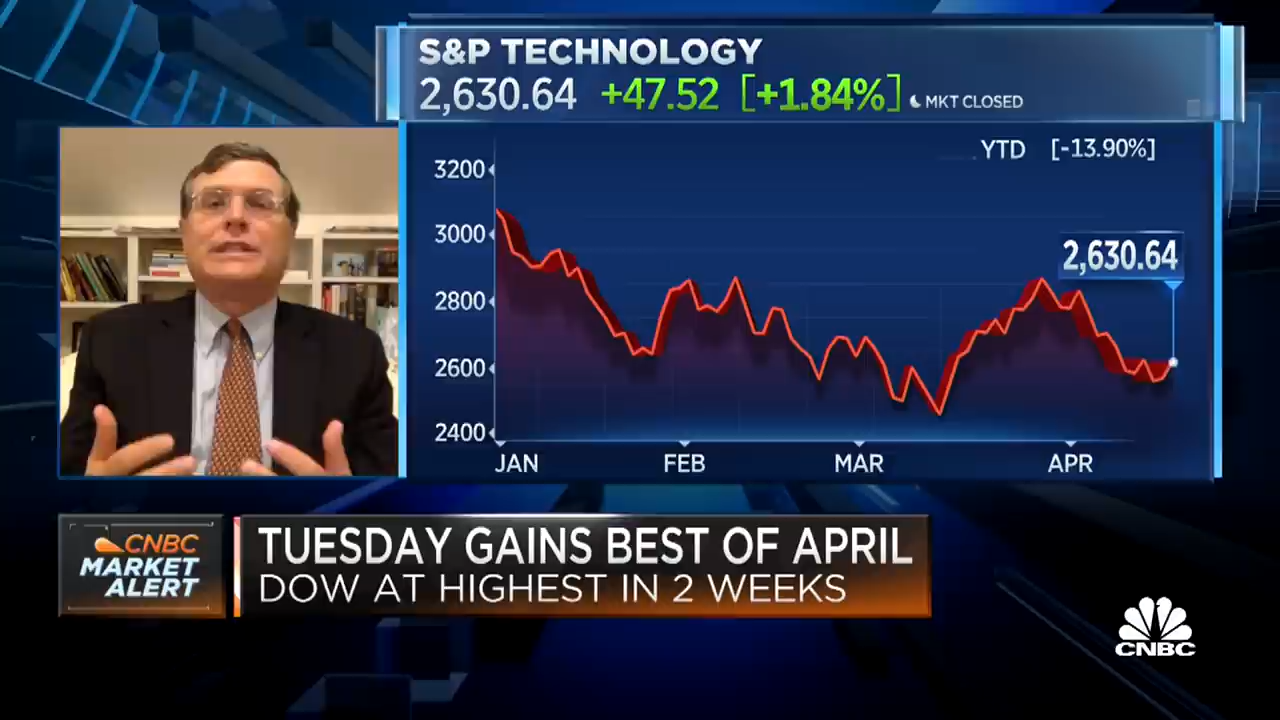 S&P TECHNOLOGY
2,630.64 +47.52 [+1.84%] MKT CLOSED
YTD [-13.90%]
3200
3000
2800
2600
2400
2,630.64
JAN FEB MAR APR
CNBC
MARKET
ALERT
TUESDAY GAINS BEST OF APRIL
DOW AT HIGHEST IN 2 WEEKS
CNBC